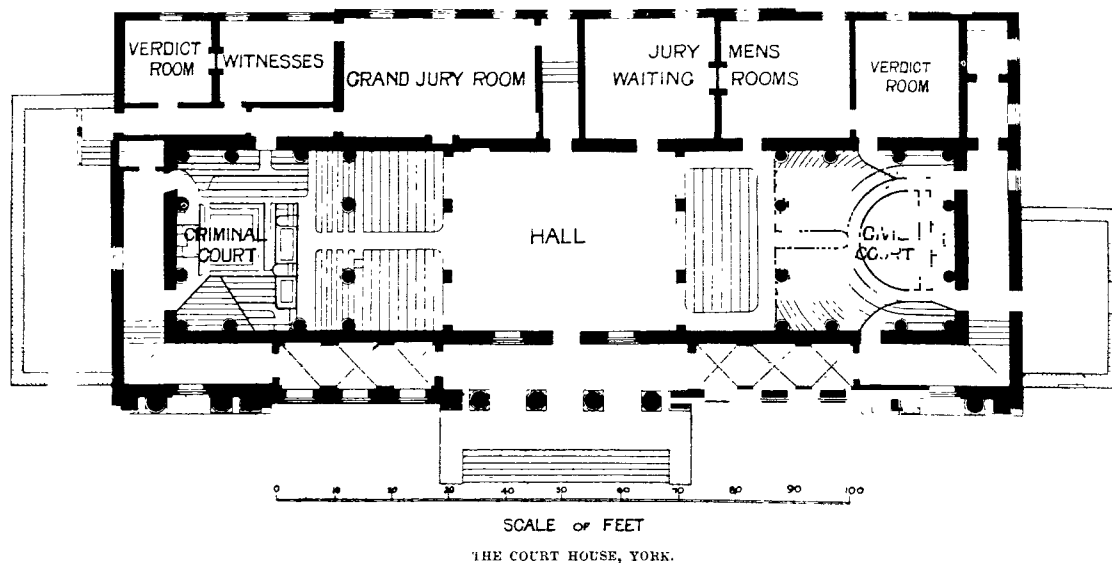 VERDICT
ROOM
WITNESSES
GRAND JURY ROOM
JURY MENS
WAITING ROOMS
VERDICT
ROOM
CRIMINAL
COURT
HALL
CIVIL
COURT
0 10 20 30 40 50 60 70 80 90 100
SCALE OF FEET
THE COURT HOUSE, YORK.